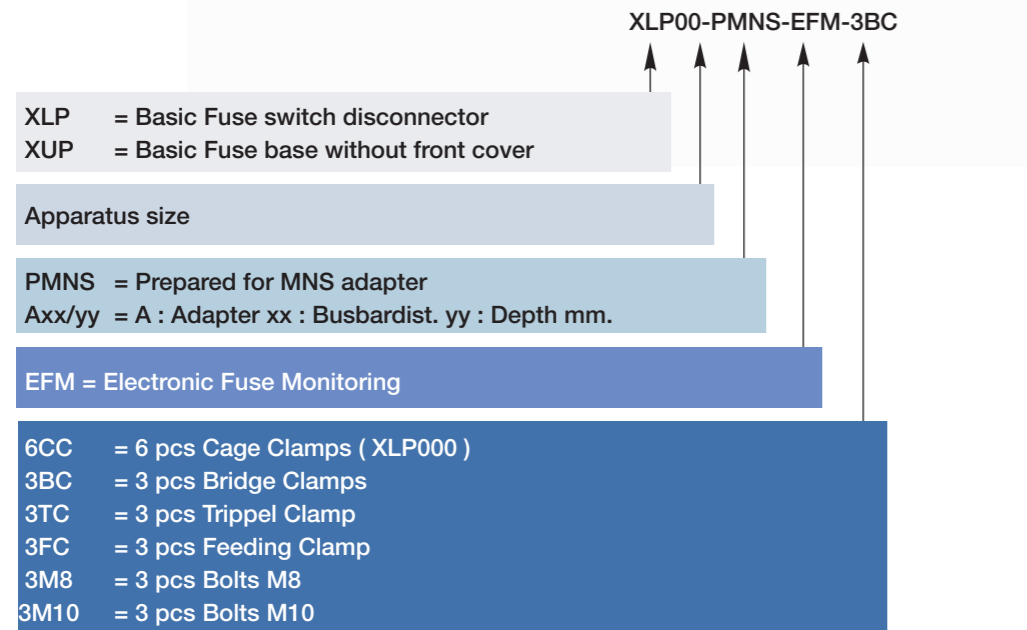 XLP00-PMNS-EFM-3BC
XLP = Basic Fuse switch disconnector
XUP = Basic Fuse base without front cover
Apparatus size
PMNS = Prepared for MNS adapter
Axx/yy = A : Adapter xx : Busbardist. yy : Depth mm.
EFM = Electronic Fuse Monitoring
6CC = 6 pcs Cage Clamps ( XLP000 )
3BC = 3 pcs Bridge Clamps
3TC = 3 pcs Trippel Clamp
3FC = 3 pcs Feeding Clamp
3M8 = 3 pcs Bolts M8
3M10 = 3 pcs Bolts M10